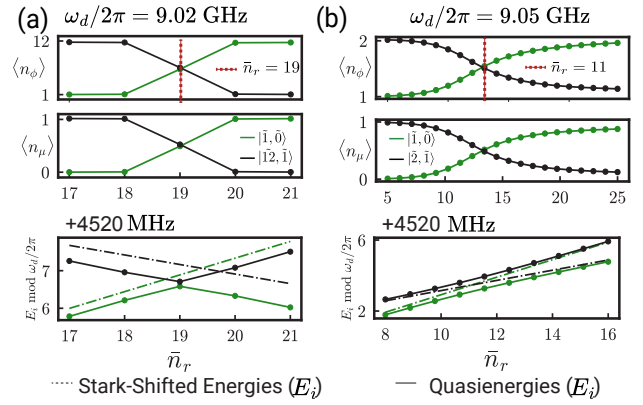 (a) ω_d/2π = 9.02 GHz
12
⟨n_ϕ⟩
1
n̄_r = 19
1
⟨n_μ⟩
0
|1̃, 0̃⟩
|1̃2, 1̃⟩
17 18 19 20 21
+4520 MHz
E_i mod ω_d/2π
7
6
17 18 19 20 21
n̄_r
(b) ω_d/2π = 9.05 GHz
2
⟨n_ϕ⟩
1
n̄_r = 11
1
⟨n_μ⟩
0
|1̃, 0̃⟩
|2̃, 1̃⟩
5 10 15 20 25
+4520 MHz
E_i mod ω_d/2π
6
2
8 10 12 14 16
n̄_r
Stark-Shifted Energies (E_i)
Quasienergies (E_i)